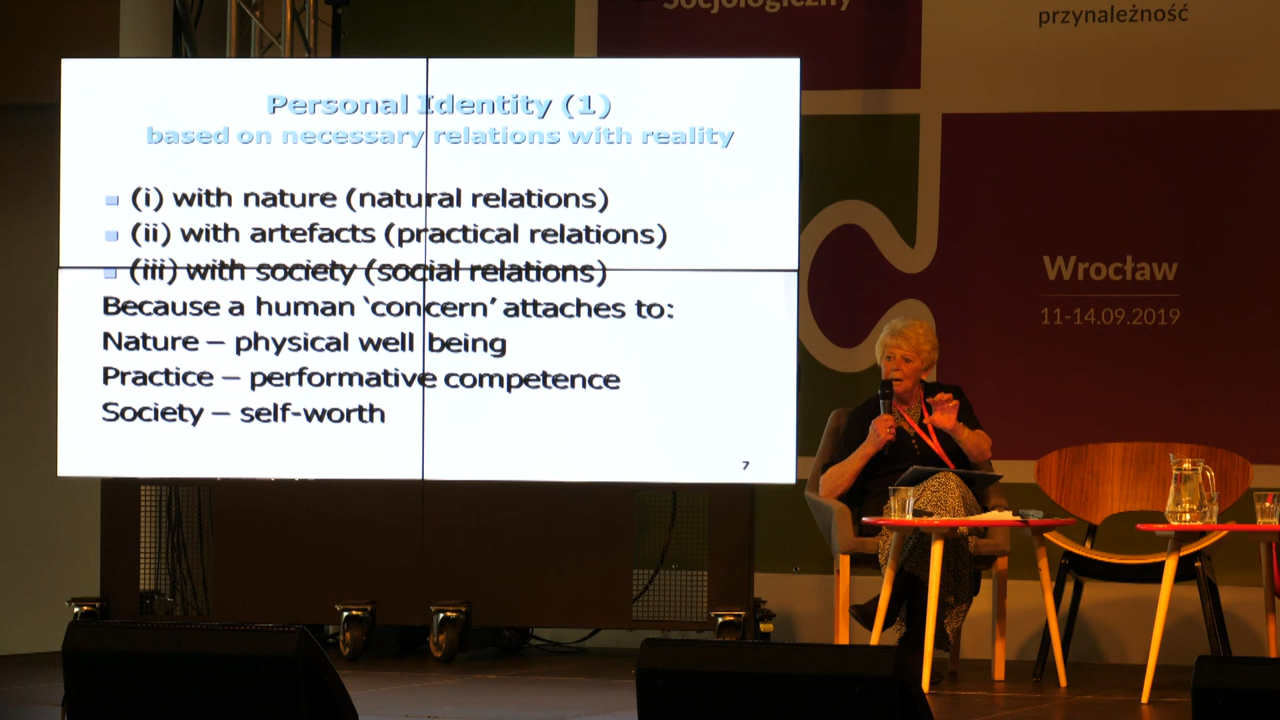 Socjologiczny
przynależność
Personal Identity (1)
based on necessary relations with reality
(i) with nature (natural relations)
(ii) with artefacts (practical relations)
(iii) with society (social relations)
Because a human ‘concern’ attaches to:
Nature – physical well being
Practice – performative competence
Society – self-worth
7
Wrocław
11-14.09.2019